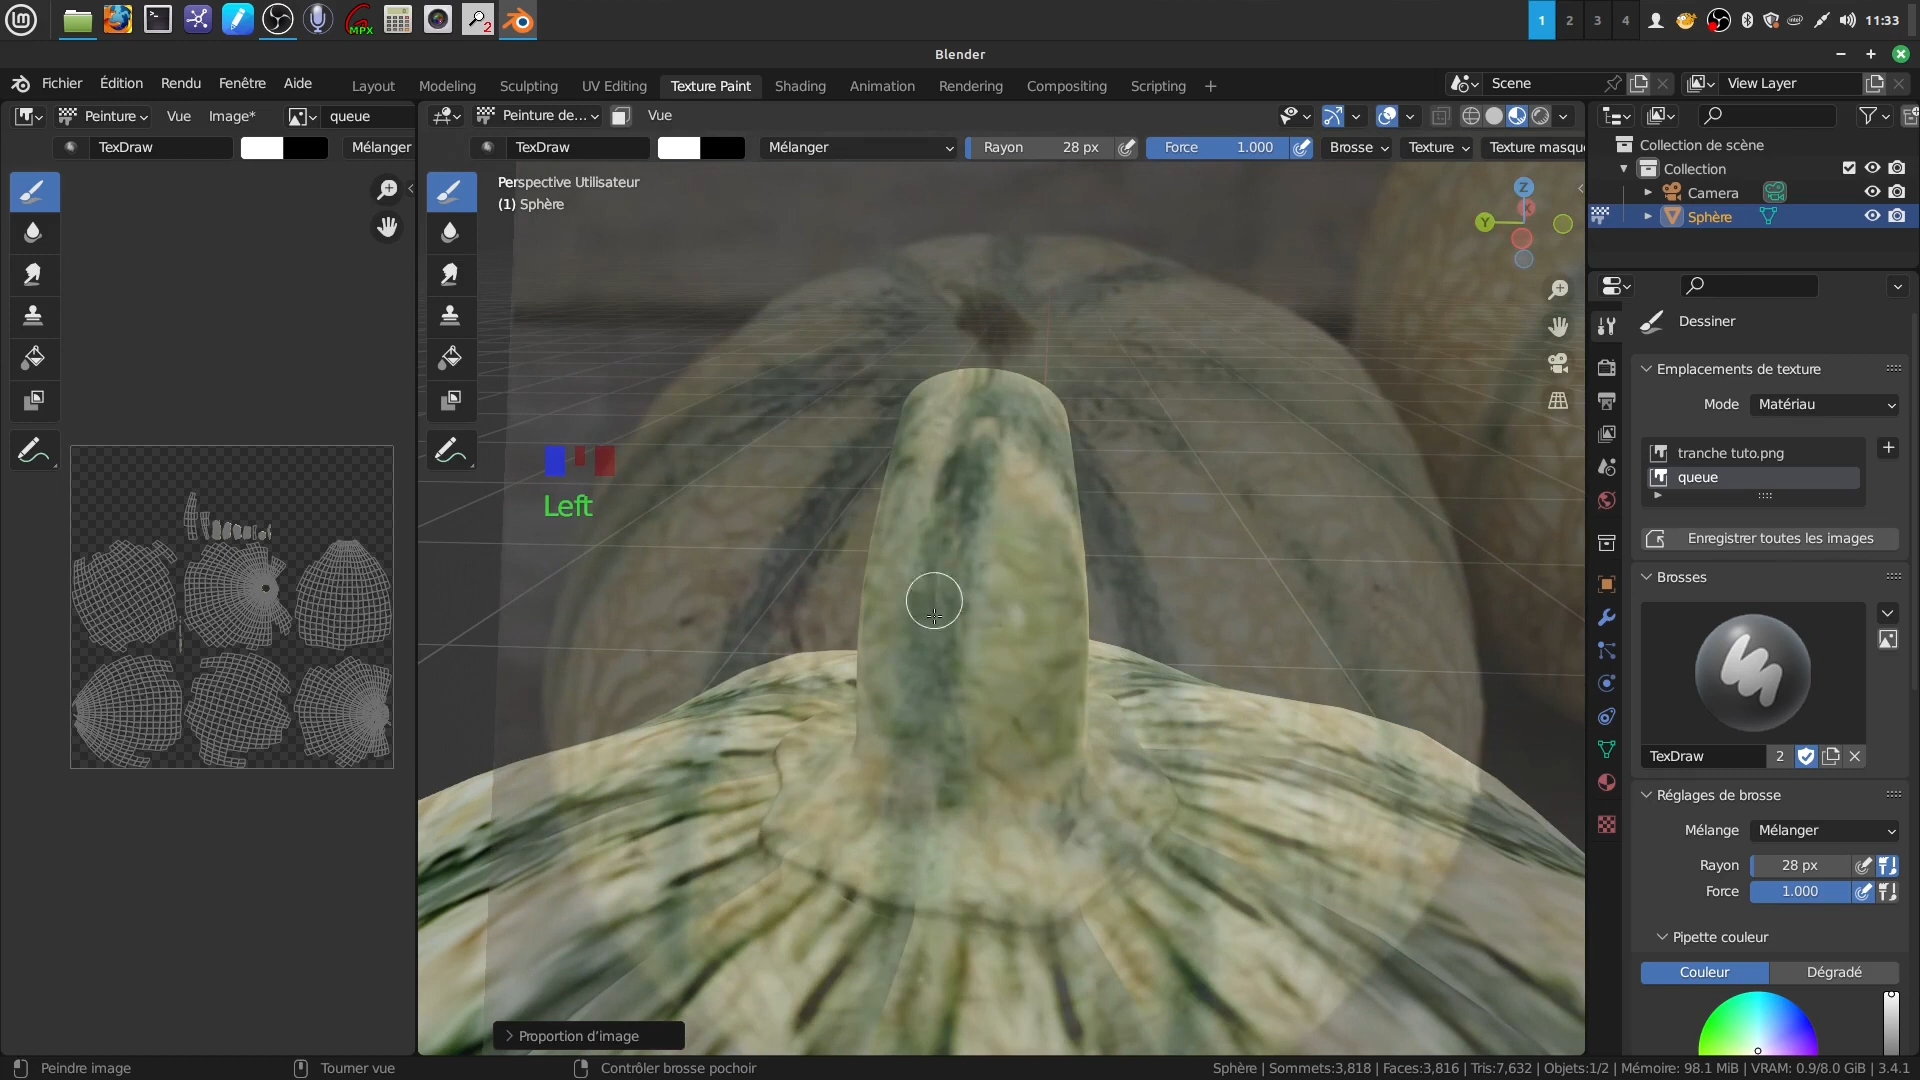 MPX
2
1 2 3 4
11:33
Blender
Fichier Édition Rendu Fenêtre Aide Layout Modeling Sculpting UV Editing Texture Paint Shading Animation Rendering Compositing Scripting + Scene View Layer
Peinture Vue Image* queue
Peinture de... Vue
TexDraw Mélanger
TexDraw Mélanger Rayon 28 px Force 1.000 Brosse Texture Texture masqu
Perspective Utilisateur
(1) Sphère
Z
X
Y
Left
Proportion d'image
Collection de scène
Collection
Camera
Sphère
Dessiner
Emplacements de texture
Mode Matériau
tranche tuto.png
queue
Enregistrer toutes les images
Brosses
TexDraw 2
Réglages de brosse
Mélange Mélanger
Rayon 28 px
Force 1.000
Pipette couleur
Couleur Dégradé
Peindre image Tourner vue Contrôler brosse pochoir Sphère | Sommets:3,818 | Faces:3,816 | Tris:7,632 | Objets:1/2 | Mémoire: 98.1 MiB | VRAM: 0.9/8.0 GiB | 3.4.1